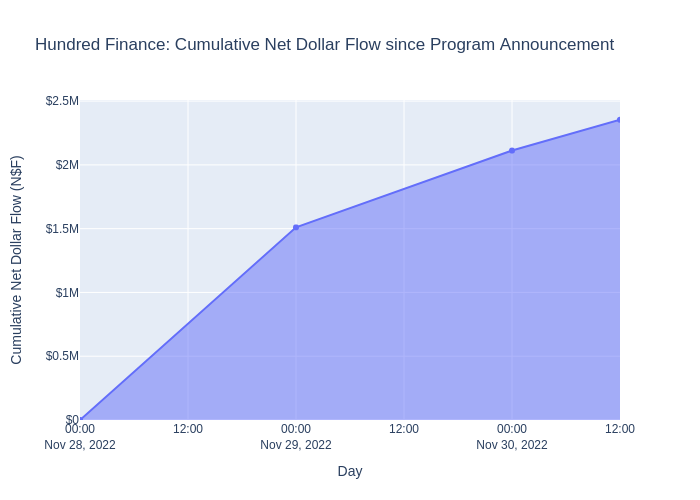 Hundred Finance: Cumulative Net Dollar Flow since Program Announcement
Cumulative Net Dollar Flow (N$F)
$2.5M
$2M
$1.5M
$1M
$0.5M
$0
00:00 12:00 00:00 12:00 00:00 12:00
Nov 28, 2022 Nov 29, 2022 Nov 30, 2022
Day